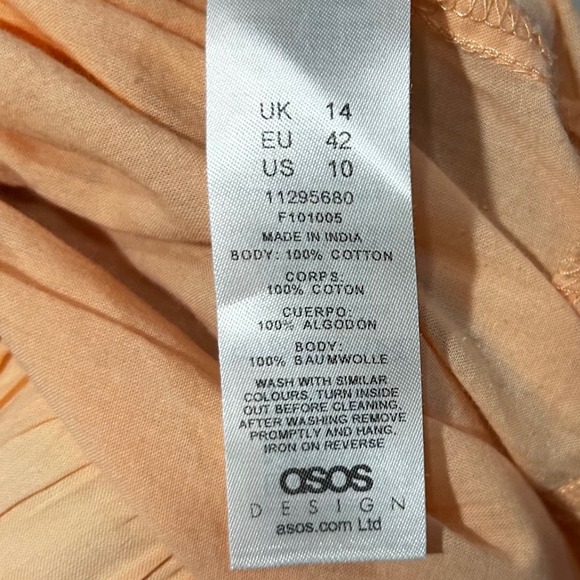 UK 14
EU 42
US 10
11295680
F101005
MADE IN INDIA
BODY: 100% COTTON
CORPS:
100% COTON
CUERPO:
100% ALGODON
BODY:
100% BAUMWOLLE
WASH WITH SIMILAR
COLOURS, TURN INSIDE
OUT BEFORE CLEANING,
AFTER WASHING REMOVE
PROMPTLY AND HANG.
IRON ON REVERSE
asos
DESIGN
asos.com Ltd